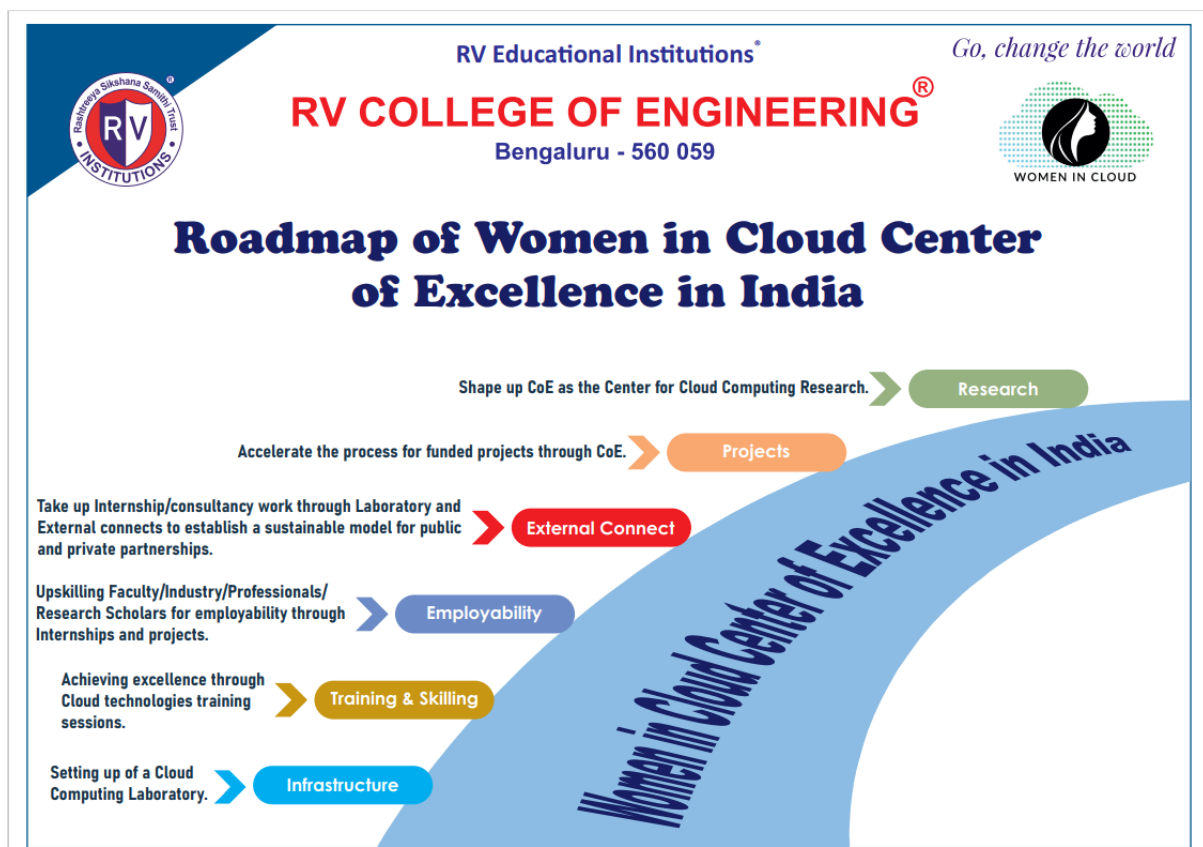 RV Educational Institutions®
Go, change the world
Rashtreeya Sikshana Samithi Trust ®
RV
INSTITUTIONS
RV COLLEGE OF ENGINEERING®
Bengaluru - 560 059
WOMEN IN CLOUD
Roadmap of Women in Cloud Center
of Excellence in India
Shape up CoE as the Center for Cloud Computing Research.
Research
Accelerate the process for funded projects through CoE.
Projects
Take up Internship/consultancy work through Laboratory and
External connects to establish a sustainable model for public
and private partnerships.
External Connect
Upskilling Faculty/Industry/Professionals/
Research Scholars for employability through
Internships and projects.
Employability
Achieving excellence through
Cloud technologies training
sessions.
Training & Skilling
Setting up of a Cloud
Computing Laboratory.
Infrastructure
Women in Cloud Center of Excellence in India